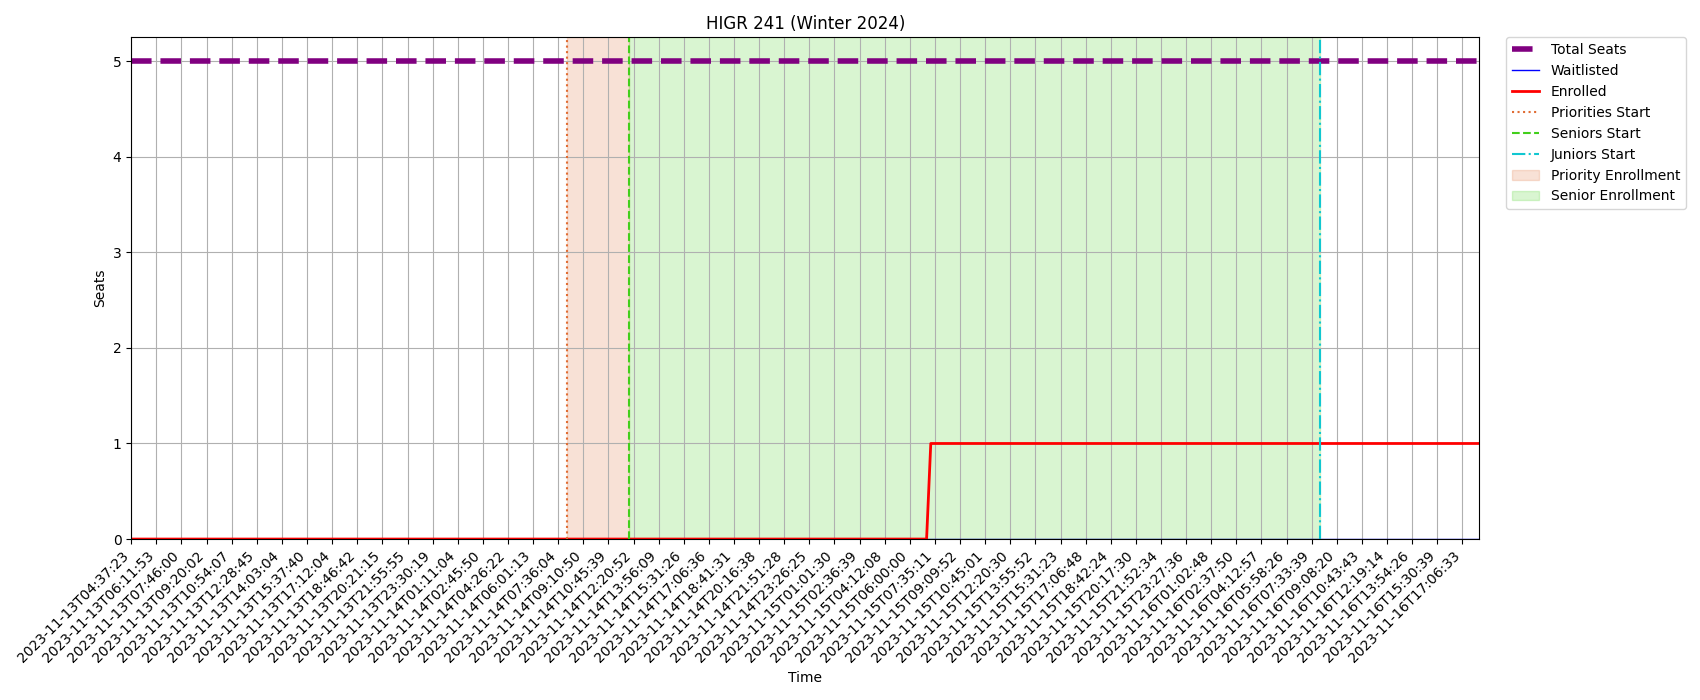 HIGR 241 (Winter 2024)
Total Seats
Waitlisted
Enrolled
Priorities Start
Seniors Start
Juniors Start
Priority Enrollment
Senior Enrollment
Seats
5
4
3
2
1
0
2023-11-13T04:37:23
2023-11-13T06:11:53
2023-11-13T07:46:00
2023-11-13T09:20:02
2023-11-13T10:54:07
2023-11-13T12:28:45
2023-11-13T14:03:04
2023-11-13T15:37:40
2023-11-13T17:12:04
2023-11-13T18:46:42
2023-11-13T20:21:15
2023-11-13T21:55:55
2023-11-13T23:30:19
2023-11-14T01:11:04
2023-11-14T02:45:50
2023-11-14T04:26:22
2023-11-14T06:01:13
2023-11-14T07:36:04
2023-11-14T09:10:50
2023-11-14T10:45:39
2023-11-14T12:20:52
2023-11-14T13:56:09
2023-11-14T15:31:26
2023-11-14T17:06:36
2023-11-14T18:41:31
2023-11-14T20:16:38
2023-11-14T21:51:28
2023-11-14T23:26:25
2023-11-15T01:01:30
2023-11-15T02:36:39
2023-11-15T04:12:08
2023-11-15T06:00:00
2023-11-15T07:35:11
2023-11-15T09:09:52
2023-11-15T10:45:01
2023-11-15T12:20:30
2023-11-15T13:55:52
2023-11-15T15:31:23
2023-11-15T17:06:48
2023-11-15T18:42:24
2023-11-15T20:17:30
2023-11-15T21:52:34
2023-11-15T23:27:36
2023-11-16T01:02:48
2023-11-16T02:37:50
2023-11-16T04:12:57
2023-11-16T05:58:26
2023-11-16T07:33:39
2023-11-16T09:08:20
2023-11-16T10:43:43
2023-11-16T12:19:14
2023-11-16T13:54:26
2023-11-16T15:30:39
2023-11-16T17:06:33
Time